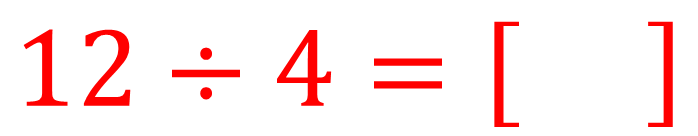 12 ÷ 4 = [ ]